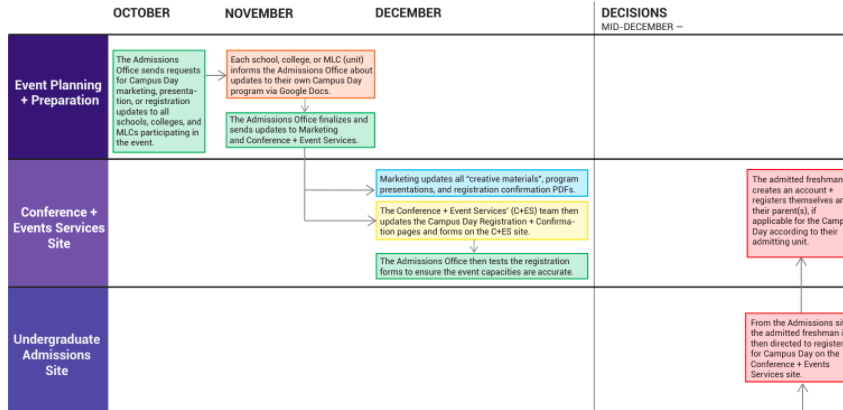 OCTOBER
NOVEMBER
DECEMBER
DECISIONS
MID-DECEMBER —
Event Planning
+ Preparation
The Admissions
Office sends requests
for Campus Day
marketing, presenta-
tion, or registration
updates to all
schools, colleges, and
MLCs participating in
the event.
Each school, college, or MLC (unit)
informs the Admissions Office about
updates to their own Campus Day
program via Google Docs.
The Admissions Office finalizes and
sends updates to Marketing
and Conference + Event Services.
Conference +
Events Services
Site
Marketing updates all “creative materials”, program
presentations, and registration confirmation PDFs.
The Conference + Event Services’ (C+ES) team then
updates the Campus Day Registration + Confirma-
tion pages and forms on the C+ES site.
The Admissions Office then tests the registration
forms to ensure the event capacities are accurate.
The admitted freshman
creates an account +
registers themselves an
their parent(s), if
applicable for the Camp
Day according to their
admitting unit.
Undergraduate
Admissions
Site
From the Admissions sit
the admitted freshman i
then directed to register
for Campus Day on the
Conference + Events
Services site.